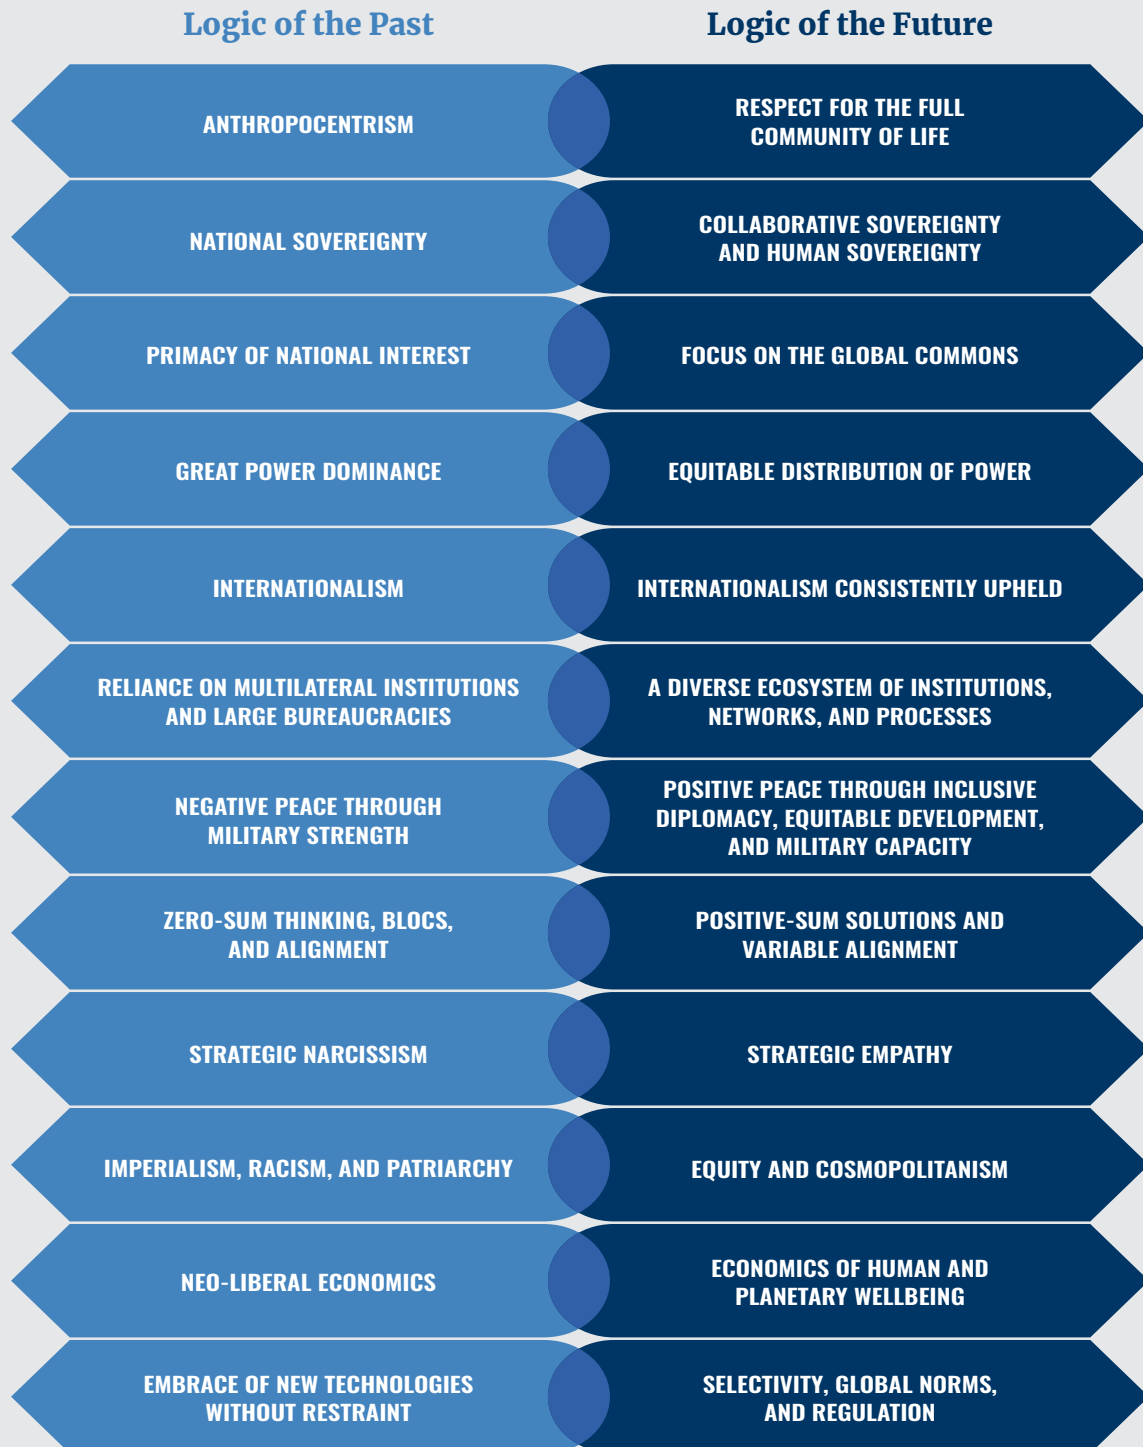 Logic of the Past
Logic of the Future
ANTHROPOCENTRISM
RESPECT FOR THE FULL
COMMUNITY OF LIFE
NATIONAL SOVEREIGNTY
COLLABORATIVE SOVEREIGNTY
AND HUMAN SOVEREIGNTY
PRIMACY OF NATIONAL INTEREST
FOCUS ON THE GLOBAL COMMONS
GREAT POWER DOMINANCE
EQUITABLE DISTRIBUTION OF POWER
INTERNATIONALISM
INTERNATIONALISM CONSISTENTLY UPHELD
RELIANCE ON MULTILATERAL INSTITUTIONS
AND LARGE BUREAUCRACIES
A DIVERSE ECOSYSTEM OF INSTITUTIONS,
NETWORKS, AND PROCESSES
NEGATIVE PEACE THROUGH
MILITARY STRENGTH
POSITIVE PEACE THROUGH INCLUSIVE
DIPLOMACY, EQUITABLE DEVELOPMENT,
AND MILITARY CAPACITY
ZERO-SUM THINKING, BLOCS,
AND ALIGNMENT
POSITIVE-SUM SOLUTIONS AND
VARIABLE ALIGNMENT
STRATEGIC NARCISSISM
STRATEGIC EMPATHY
IMPERIALISM, RACISM, AND PATRIARCHY
EQUITY AND COSMOPOLITANISM
NEO-LIBERAL ECONOMICS
ECONOMICS OF HUMAN AND
PLANETARY WELLBEING
EMBRACE OF NEW TECHNOLOGIES
WITHOUT RESTRAINT
SELECTIVITY, GLOBAL NORMS,
AND REGULATION